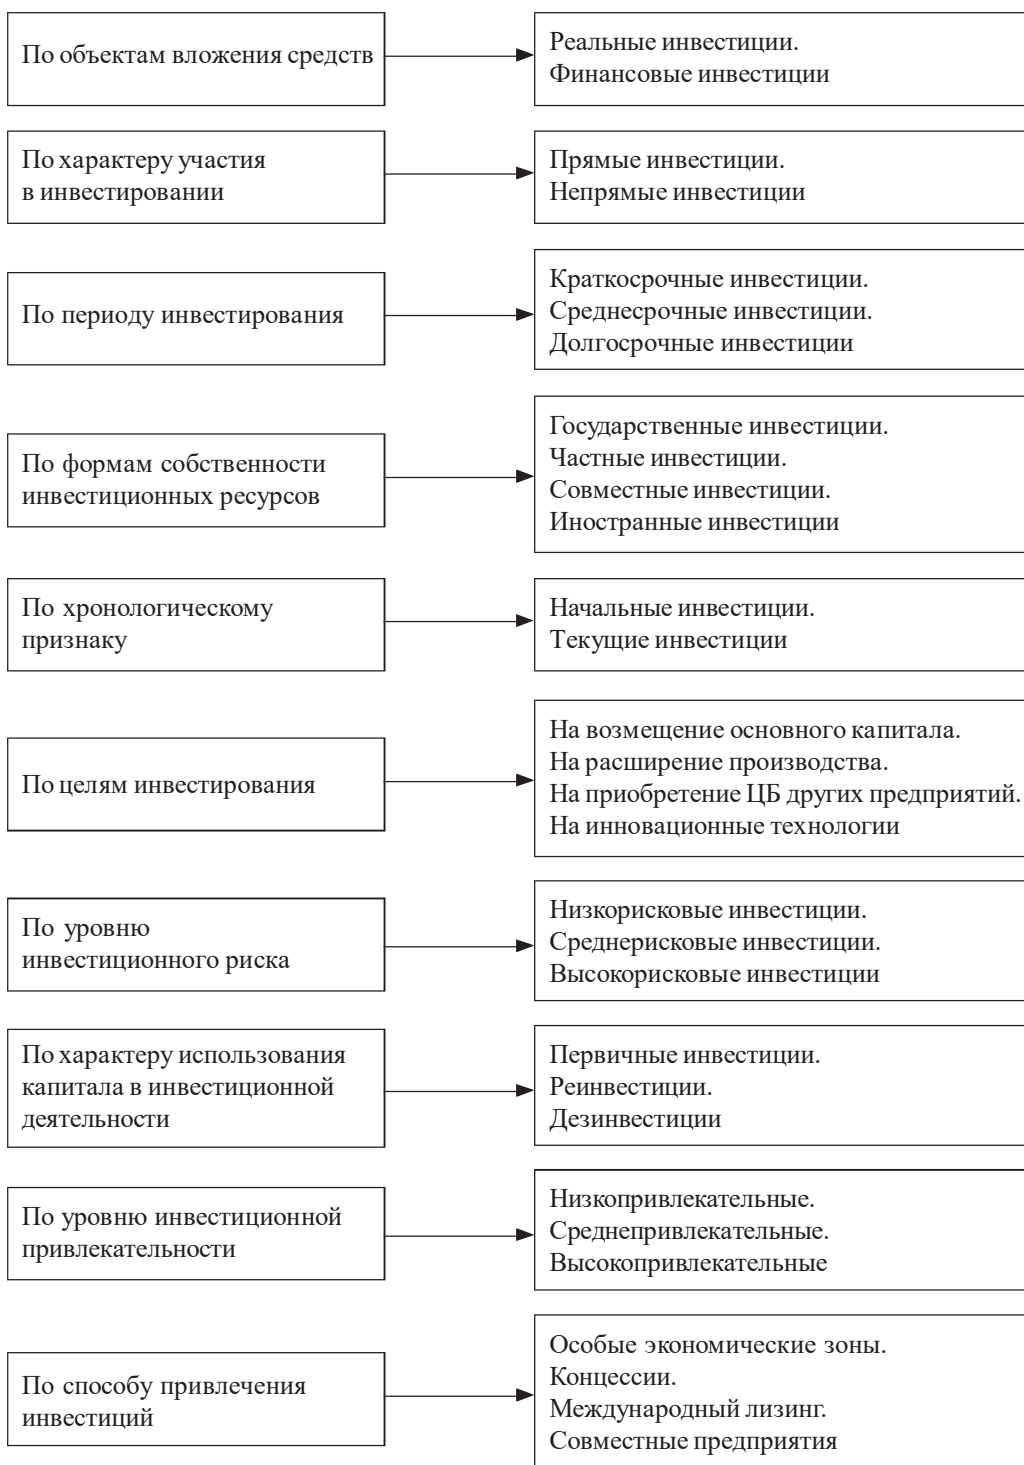 По объектам вложения средств
Реальные инвестиции.
Финансовые инвестиции
По характеру участия
в инвестировании
Прямые инвестиции.
Непрямые инвестиции
По периоду инвестирования
Краткосрочные инвестиции.
Среднесрочные инвестиции.
Долгосрочные инвестиции
По формам собственности
инвестиционных ресурсов
Государственные инвестиции.
Частные инвестиции.
Совместные инвестиции.
Иностранные инвестиции
По хронологическому
признаку
Начальные инвестиции.
Текущие инвестиции
По целям инвестирования
На возмещение основного капитала.
На расширение производства.
На приобретение ЦБ других предприятий.
На инновационные технологии
По уровню
инвестиционного риска
Низкорисковые инвестиции.
Среднерисковые инвестиции.
Высокорисковые инвестиции
По характеру использования
капитала в инвестиционной
деятельности
Первичные инвестиции.
Реинвестиции.
Дезинвестиции
По уровню инвестиционной
привлекательности
Низкопривлекательные.
Среднепривлекательные.
Высокопривлекательные
По способу привлечения
инвестиций
Особые экономические зоны.
Концессии.
Международный лизинг.
Совместные предприятия